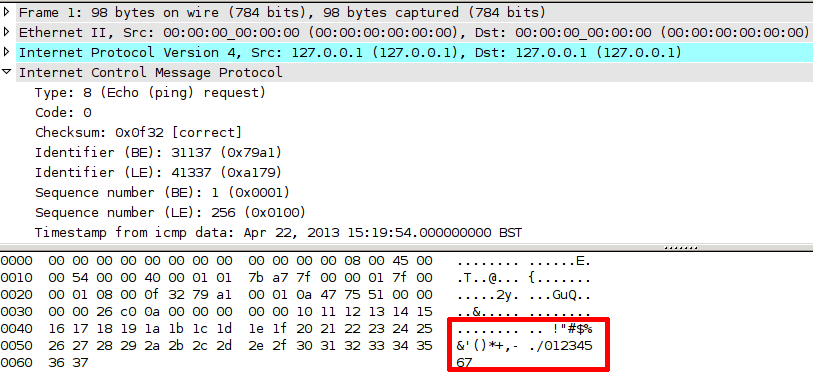 Frame 1: 98 bytes on wire (784 bits), 98 bytes captured (784 bits)
Ethernet II, Src: 00:00:00_00:00:00 (00:00:00:00:00:00), Dst: 00:00:00_00:00:00 (00:00:00:00:00:00)
Internet Protocol Version 4, Src: 127.0.0.1 (127.0.0.1), Dst: 127.0.0.1 (127.0.0.1)
Internet Control Message Protocol
Type: 8 (Echo (ping) request)
Code: 0
Checksum: 0x0f32 [correct]
Identifier (BE): 31137 (0x79a1)
Identifier (LE): 41337 (0xa179)
Sequence number (BE): 1 (0x0001)
Sequence number (LE): 256 (0x0100)
Timestamp from icmp data: Apr 22, 2013 15:19:54.000000000 BST
0000 00 00 00 00 00 00 00 00 00 00 00 00 08 00 45 00 ........ ......E.
0010 00 54 00 00 40 00 01 01 7b a7 7f 00 00 01 7f 00 .T..@... {.......
0020 00 01 08 00 0f 32 79 a1 00 01 0a 47 75 51 00 00 .....2y. ...GuQ..
0030 00 00 26 c0 0a 00 00 00 00 00 10 11 12 13 14 15 ..&..... ........
0040 16 17 18 19 1a 1b 1c 1d 1e 1f 20 21 22 23 24 25 ........ .. !"#$%
0050 26 27 28 29 2a 2b 2c 2d 2e 2f 30 31 32 33 34 35 &'()*+,- ./012345
0060 36 37 67